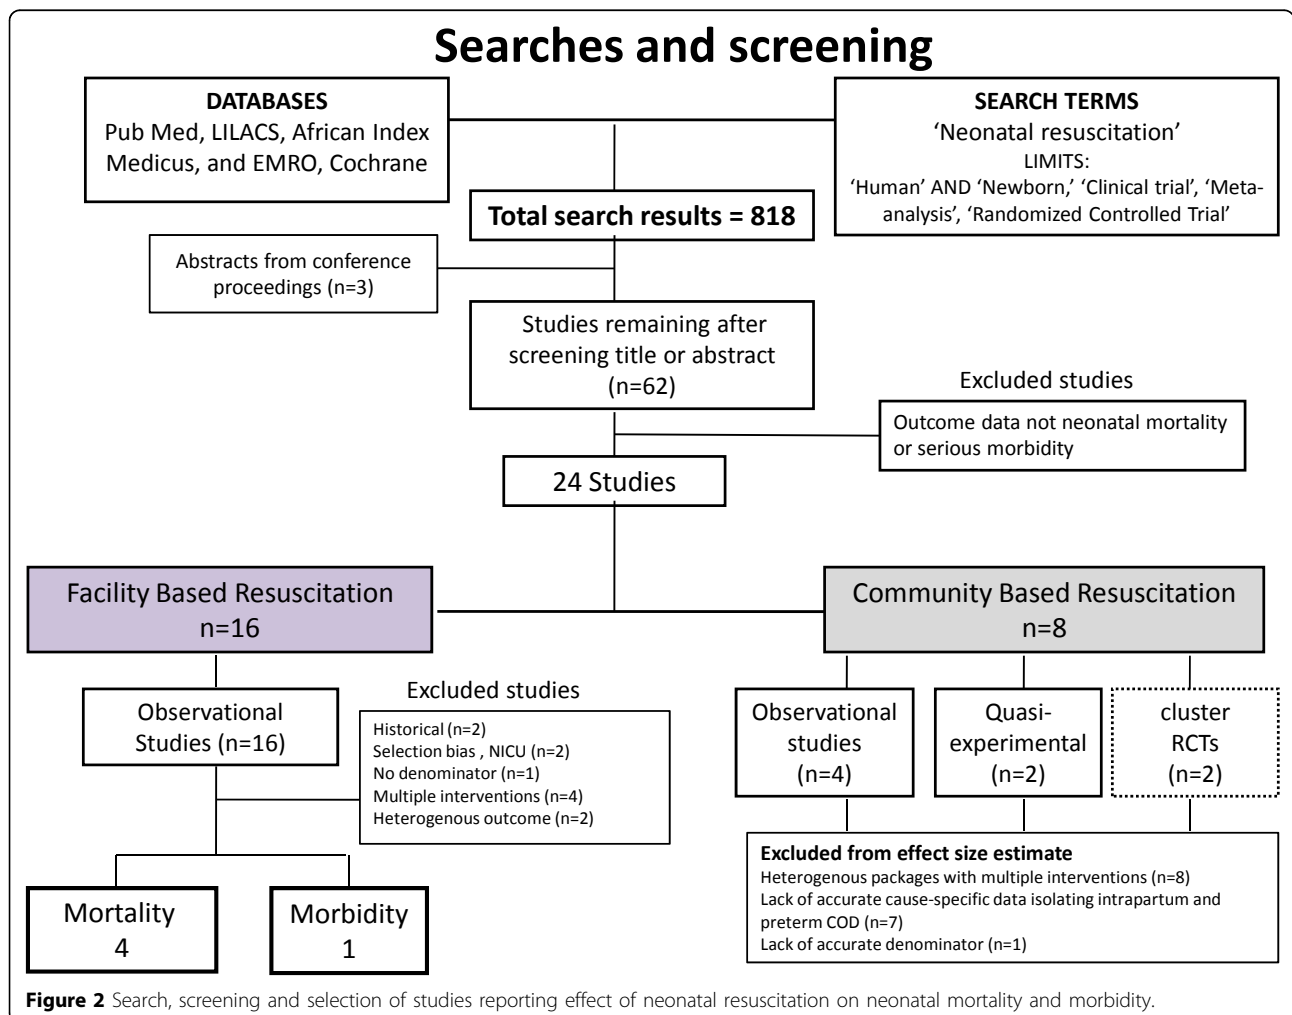 Searches and screening
DATABASES
Pub Med, LILACS, African Index
Medicus, and EMRO, Cochrane
SEARCH TERMS
‘Neonatal resuscitation’
LIMITS:
‘Human’ AND ‘Newborn,’ ‘Clinical trial’, ‘Meta-
analysis’, ‘Randomized Controlled Trial’
Total search results = 818
Abstracts from conference
proceedings (n=3)
Studies remaining after
screening title or abstract
(n=62)
Excluded studies
Outcome data not neonatal mortality
or serious morbidity
24 Studies
Facility Based Resuscitation
n=16
Community Based Resuscitation
n=8
Observational
Studies (n=16)
Excluded studies
Historical (n=2)
Selection bias , NICU (n=2)
No denominator (n=1)
Multiple interventions (n=4)
Heterogenous outcome (n=2)
Observational
studies
(n=4)
Quasi-
experimental
(n=2)
cluster
RCTs
(n=2)
Mortality
4
Morbidity
1
Excluded from effect size estimate
Heterogenous packages with multiple interventions (n=8)
Lack of accurate cause-specific data isolating intrapartum and
preterm COD (n=7)
Lack of accurate denominator (n=1)
Figure 2 Search, screening and selection of studies reporting effect of neonatal resuscitation on neonatal mortality and morbidity.